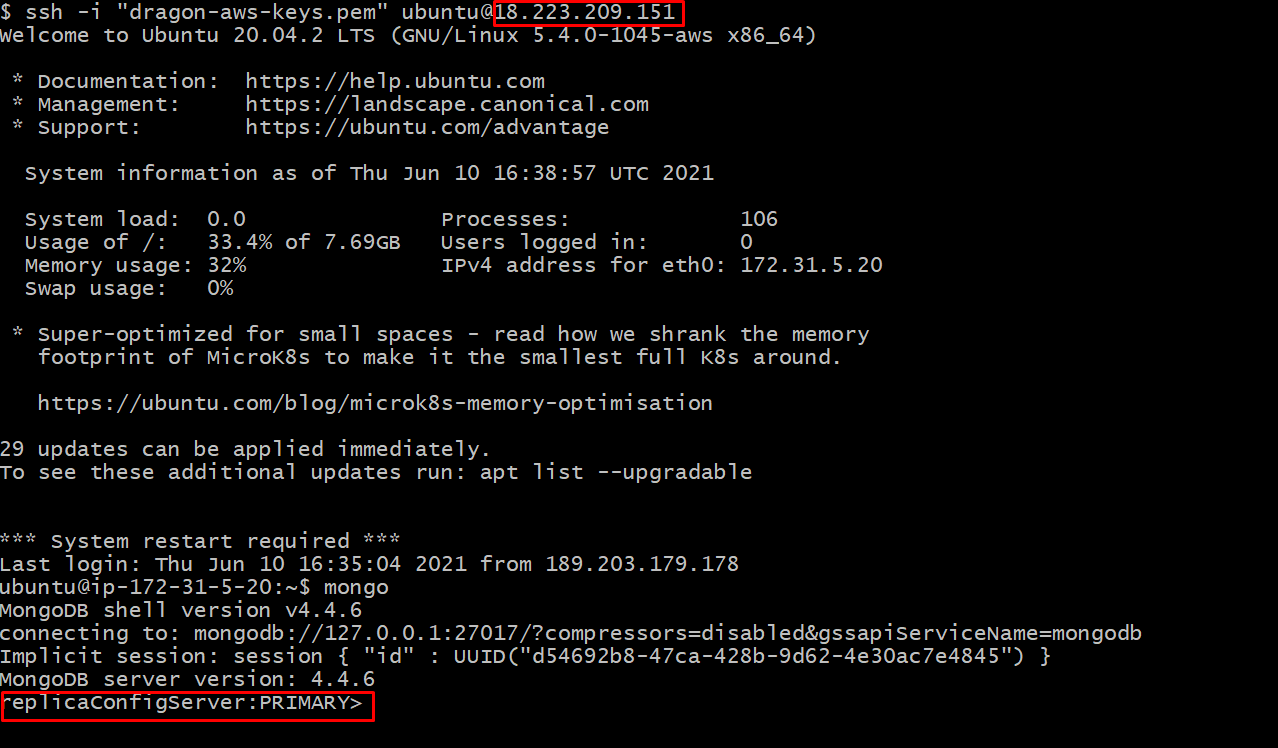 $ ssh -i "dragon-aws-keys.pem" ubuntu@18.223.209.151
Welcome to Ubuntu 20.04.2 LTS (GNU/Linux 5.4.0-1045-aws x86_64)
* Documentation:  https://help.ubuntu.com
* Management:     https://landscape.canonical.com
* Support:        https://ubuntu.com/advantage
System information as of Thu Jun 10 16:38:57 UTC 2021
System load:  0.0                Processes:             106
Usage of /:   33.4% of 7.69GB   Users logged in:       0
Memory usage: 32%                IPv4 address for eth0: 172.31.5.20
Swap usage:   0%
* Super-optimized for small spaces - read how we shrank the memory
footprint of MicroK8s to make it the smallest full K8s around.
https://ubuntu.com/blog/microk8s-memory-optimisation
29 updates can be applied immediately.
To see these additional updates run: apt list --upgradable
*** System restart required ***
Last login: Thu Jun 10 16:35:04 2021 from 189.203.179.178
ubuntu@ip-172-31-5-20:~$ mongo
MongoDB shell version v4.4.6
connecting to: mongodb://127.0.0.1:27017/?compressors=disabled&gssapiServiceName=mongodb
Implicit session: session { "id" : UUID("d54692b8-47ca-428b-9d62-4e30ac7e4845") }
MongoDB server version: 4.4.6
replicaConfigServer:PRIMARY>